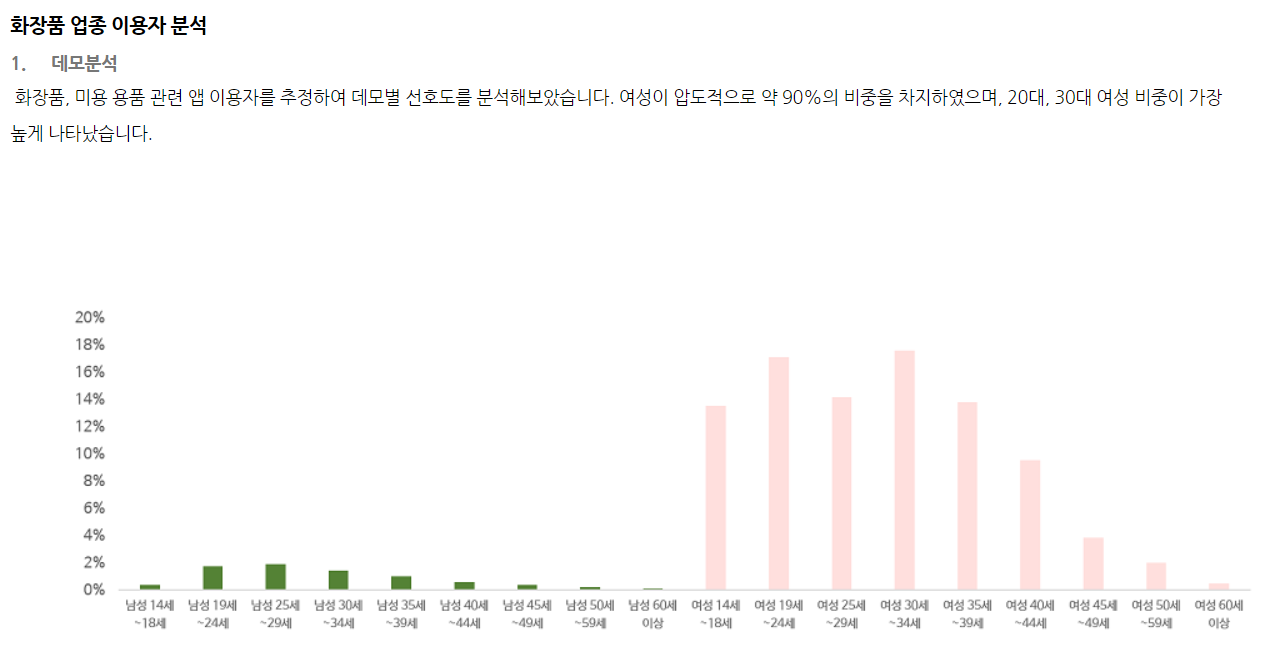 화장품 업종 이용자 분석
1. 데모분석
화장품, 미용 용품 관련 앱 이용자를 추정하여 데모별 선호도를 분석해보았습니다. 여성이 압도적으로 약 90%의 비중을 차지하였으며, 20대, 30대 여성 비중이 가장
높게 나타났습니다.
20%
18%
16%
14%
12%
10%
8%
6%
4%
2%
0%
남성 14세 남성 19세 남성 25세 남성 30세 남성 35세 남성 40세 남성 45세 남성 50세 남성 60세 여성 14세 여성 19세 여성 25세 여성 30세 여성 35세 여성 40세 여성 45세 여성 50세 여성 60세
~18세 ~24세 ~29세 ~34세 ~39세 ~44세 ~49세 ~59세 이상 ~18세 ~24세 ~29세 ~34세 ~39세 ~44세 ~49세 ~59세 이상